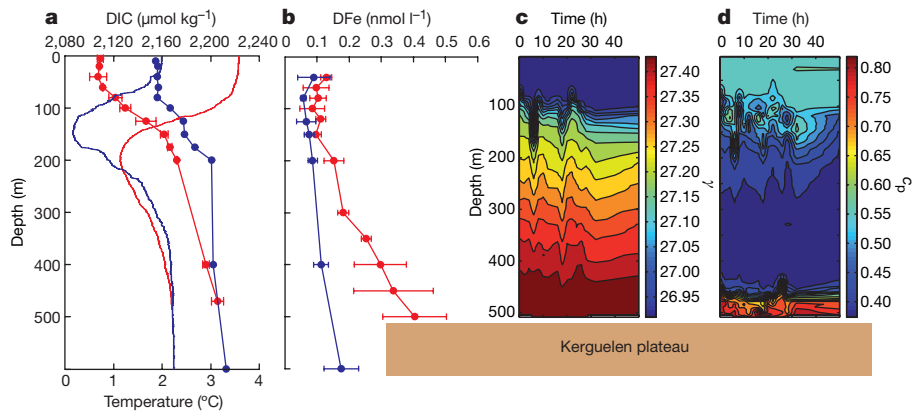 a
DIC (µmol kg⁻¹)
2,080 2,120 2,160 2,200 2,240
0
100
200
300
400
500
Depth (m)
0 1 2 3 4
Temperature (ºC)
b
DFe (nmol l⁻¹)
0 0.1 0.2 0.3 0.4 0.5 0.6
c
Time (h)
0 10 20 30 40
100
200
300
400
500
Depth (m)
27.40
27.35
27.30
27.25
27.20
27.15
27.10
27.05
27.00
26.95
γ
d
Time (h)
0 10 20 30 40
0.80
0.75
0.70
0.65
0.60
0.55
0.50
0.45
0.40
cP
Kerguelen plateau